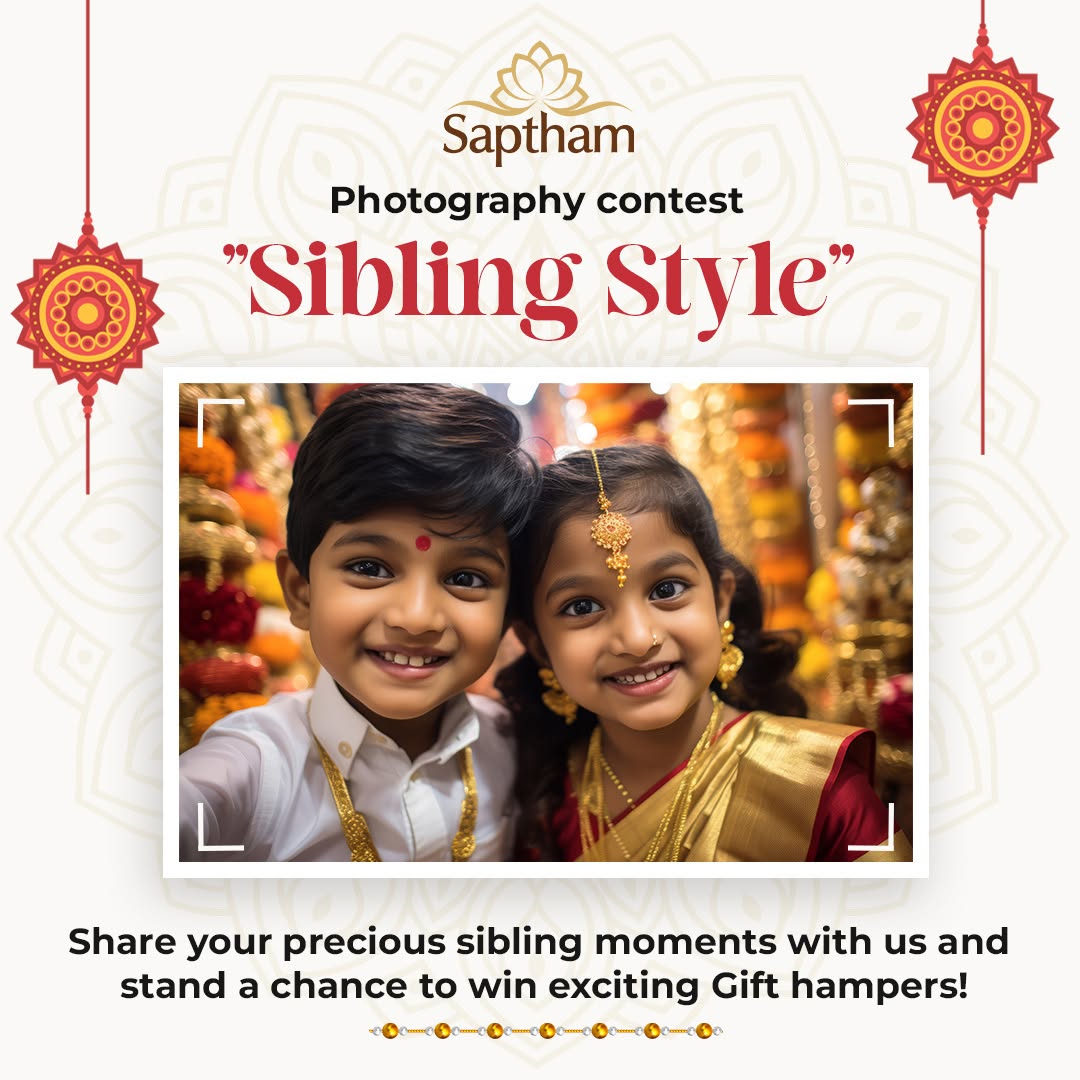 Saptham
Photography contest
”Sibling Style”
Share your precious sibling moments with us and
stand a chance to win exciting Gift hampers!